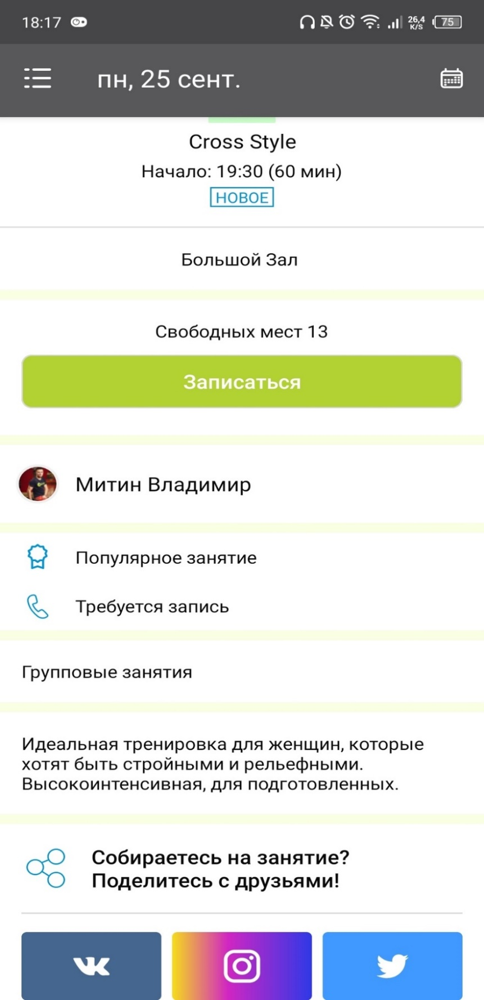 18:17
26,4
K/S
75
пн, 25 сент.
Cross Style
Начало: 19:30 (60 мин)
НОВОЕ
Большой Зал
Свободных мест 13
Записаться
Митин Владимир
Популярное занятие
Требуется запись
Групповые занятия
Идеальная тренировка для женщин, которые
хотят быть стройными и рельефными.
Высокоинтенсивная, для подготовленных.
Собираетесь на занятие?
Поделитесь с друзьями!